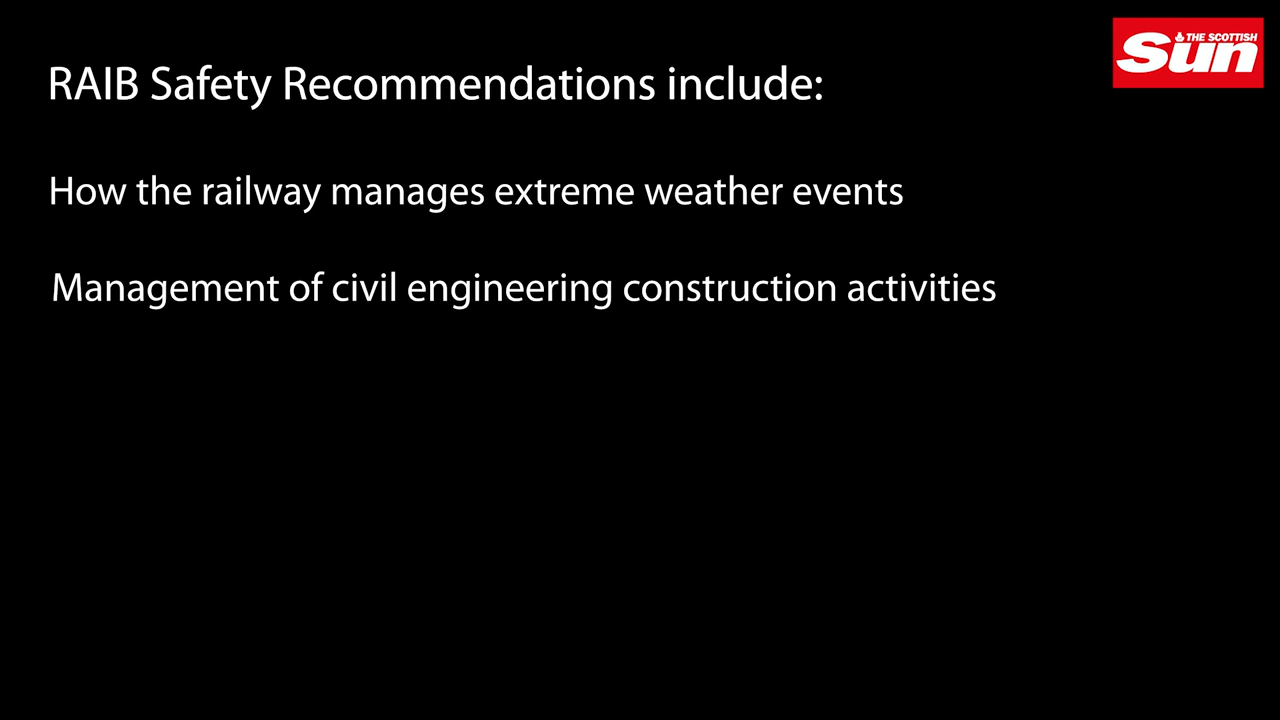 THE SCOTTISH
Sun
RAIB Safety Recommendations include:
How the railway manages extreme weather events
Management of civil engineering construction activities